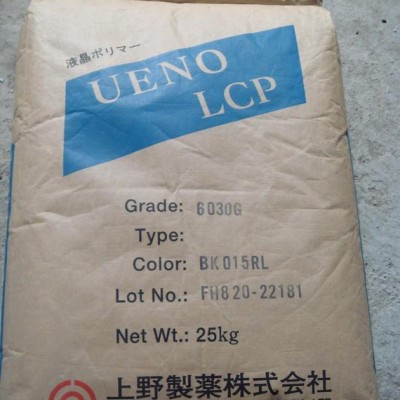 液晶ポリマー
UENO
LCP
Grade: 6030G
Type:
Color: BK015RL
Lot No.: FH820-22181
Net Wt.: 25kg
上野製薬株式会社